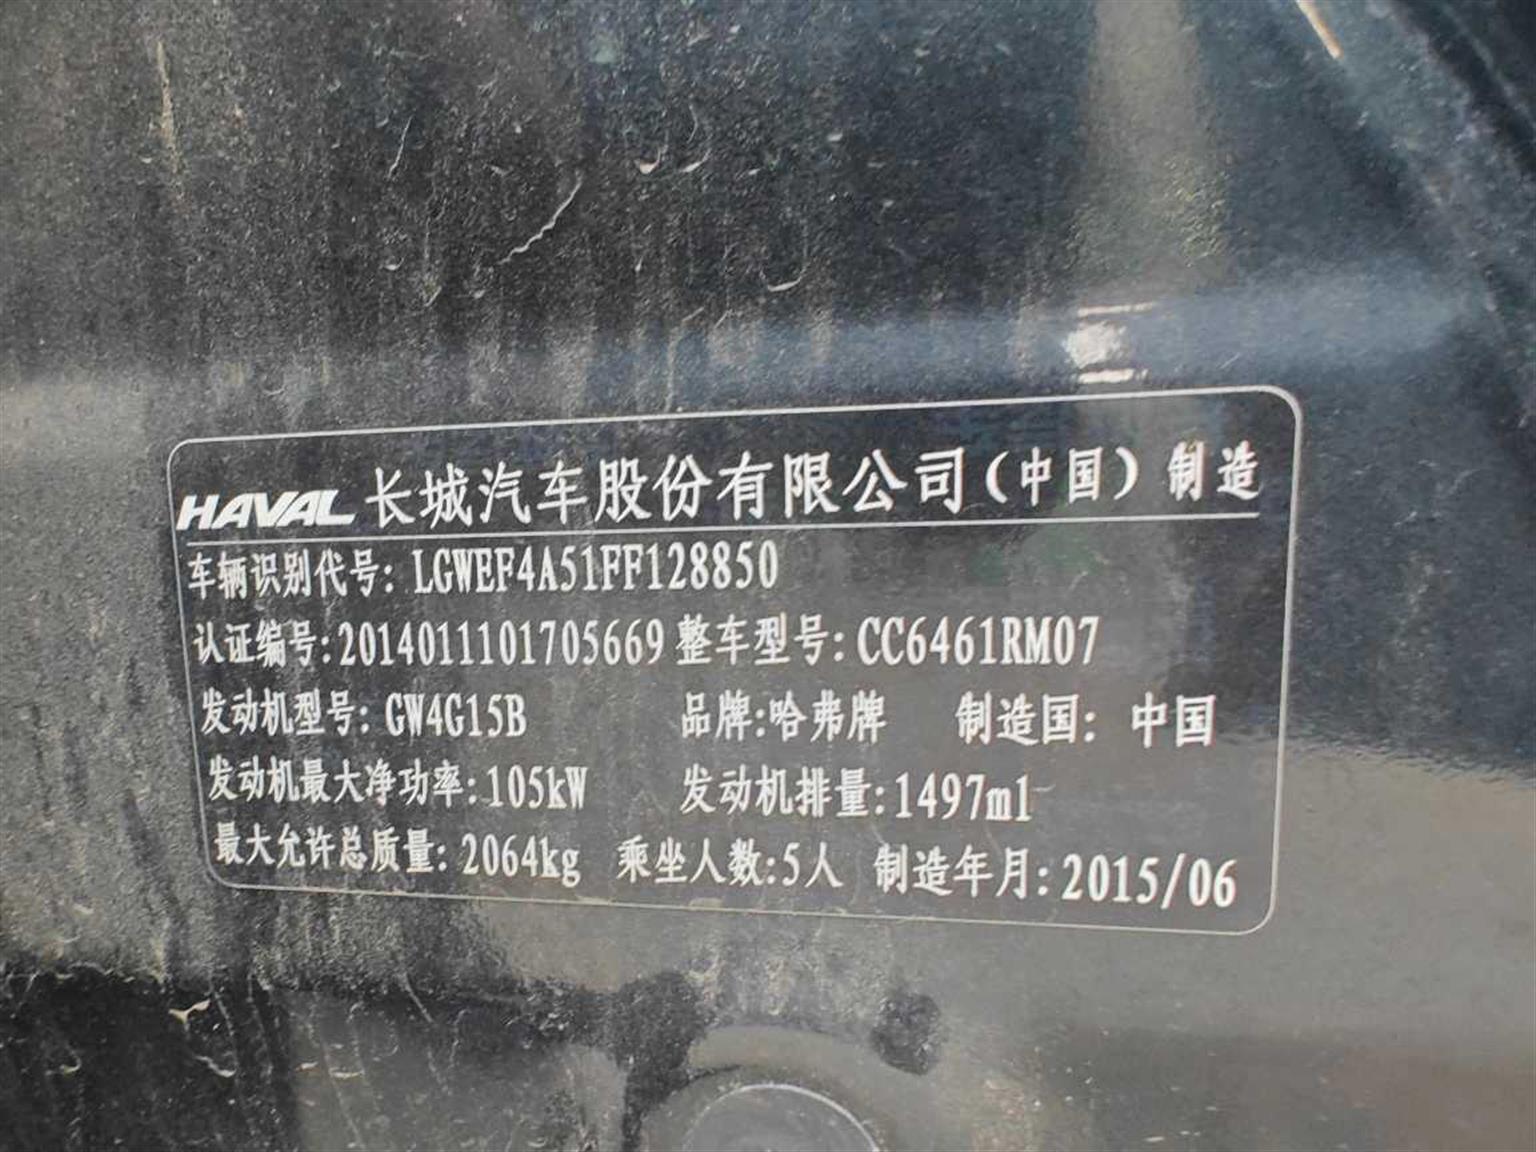 HAVAL 长城汽车股份有限公司(中国)制造
车辆识别代号: LGWEF4A51FF128850
认证编号:2014011101705669 整车型号:CC6461RM07
发动机型号: GW4G15B 品牌:哈弗牌 制造国: 中国
发动机最大净功率:105kW 发动机排量:1497ml
最大允许总质量: 2064kg 乘坐人数:5人 制造年月:2015/06